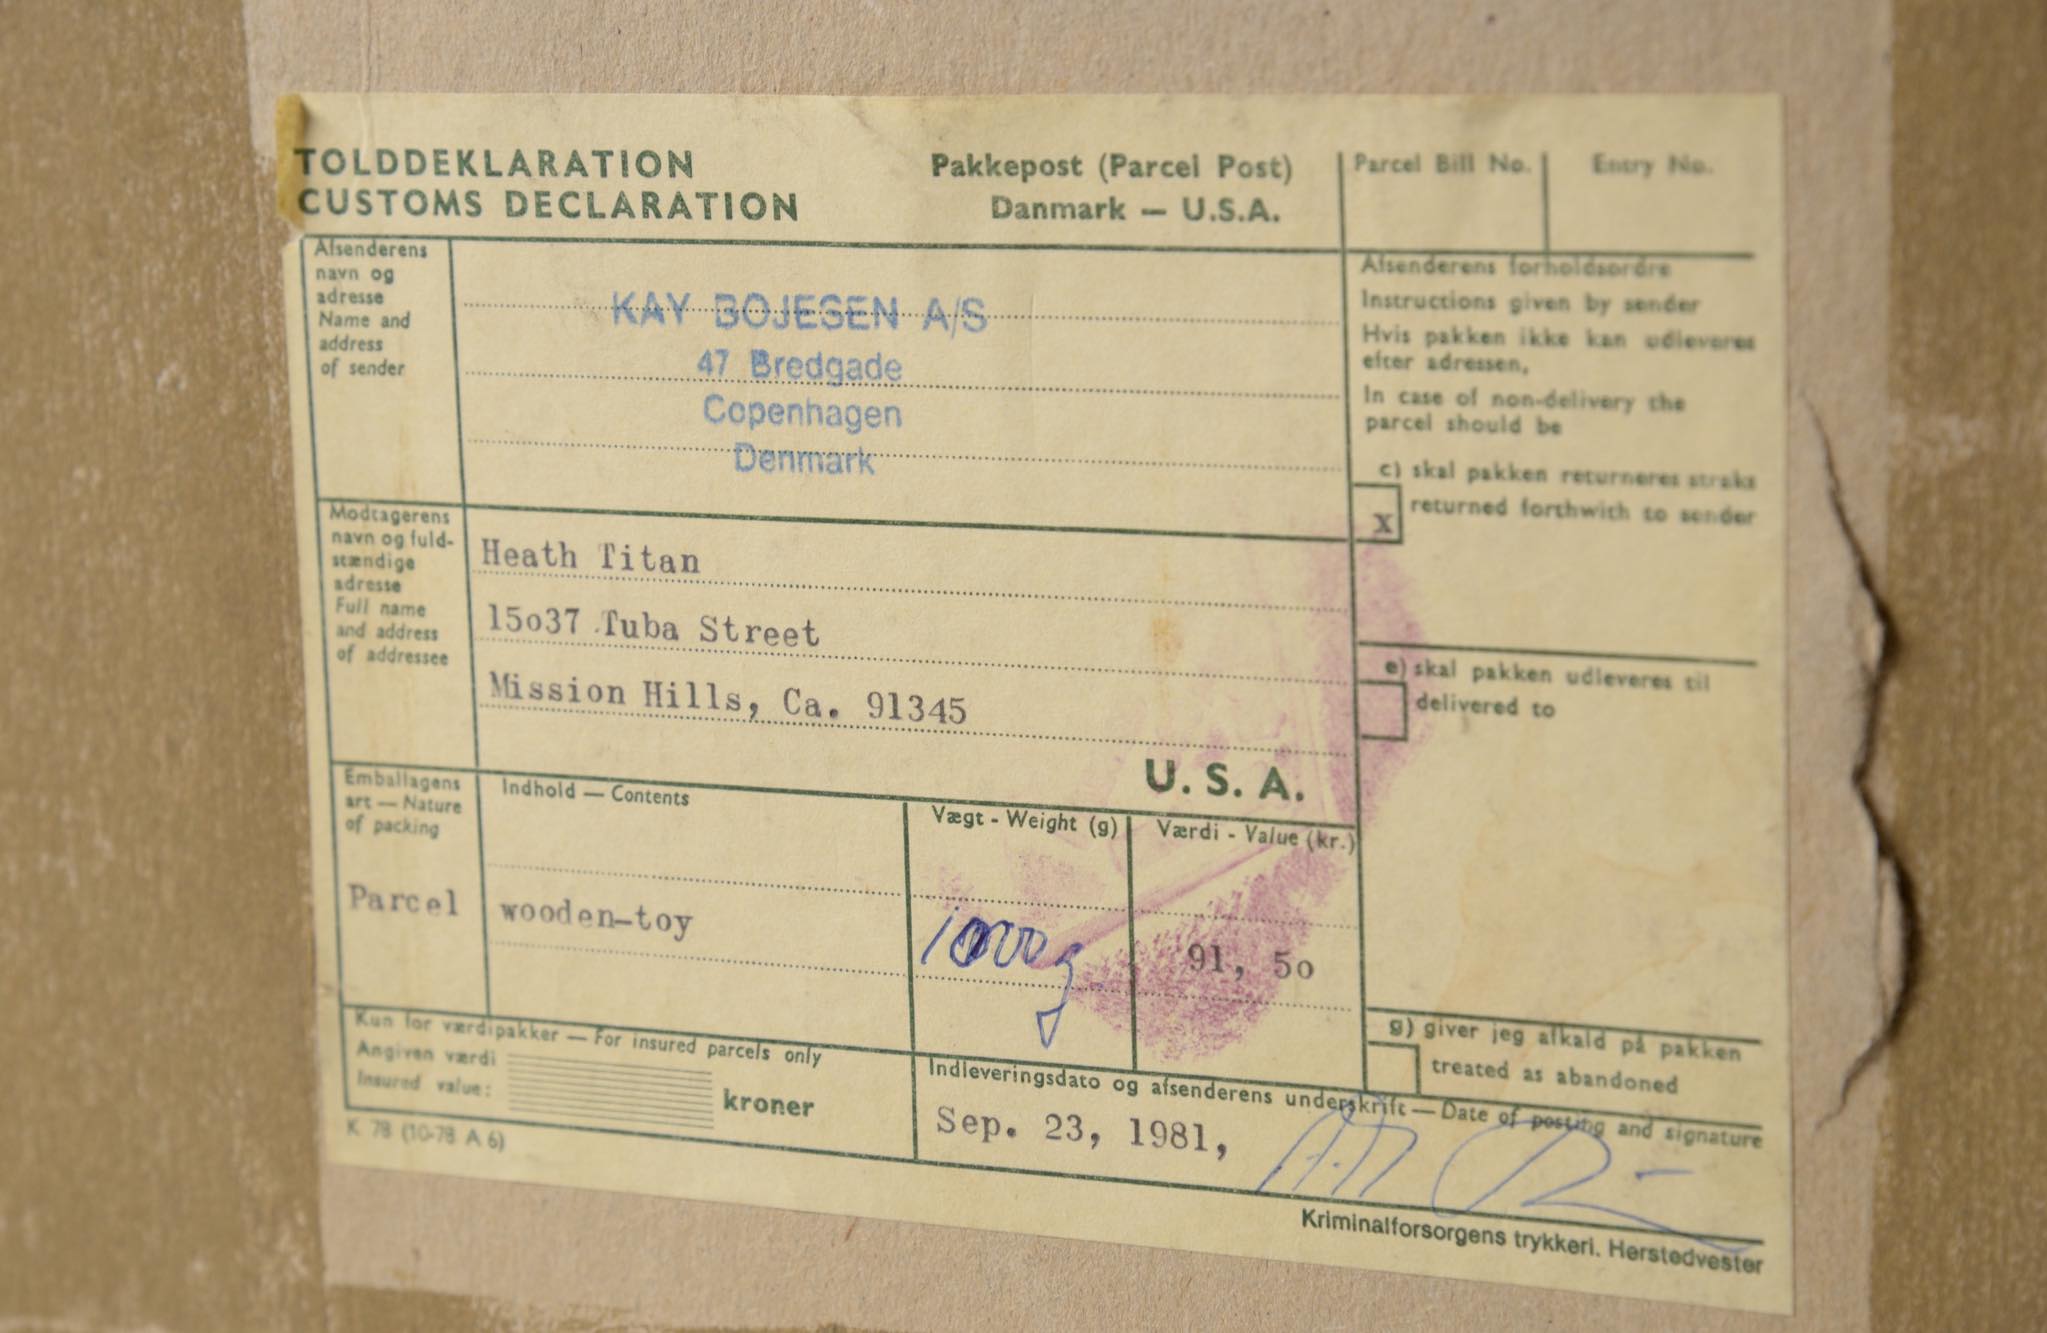 TOLDDEKLARATION
CUSTOMS DECLARATION
Pakkepost (Parcel Post)
Danmark — U.S.A.
Parcel Bill No.
Entry No.
Afsenderens
navn og
adresse
Name and
address
of sender
KAY BOJESEN A/S
47 Bredgade
Copenhagen
Denmark
Afsenderens forholdsordre
Instructions given by sender
Hvis pakken ikke kan udleveres
efter adressen,
In case of non-delivery the
parcel should be
c) skal pakken returneres straks
returned forthwith to sender
X
Modtagerens
navn og fuld-
stændige
adresse
Full name
and address
of addressee
Heath Titan
15o37 Tuba Street
Mission Hills, Ca. 91345
U. S. A.
e) skal pakken udleveres til
delivered to
Emballagens
art — Nature
of packing
Indhold — Contents
Vægt - Weight (g)
Værdi - Value (kr.)
Parcel
wooden-toy
1000g
91, 5o
g) giver jeg afkald på pakken
treated as abandoned
Kun for værdipakker — For insured parcels only
Angiven værdi
Insured value:
kroner
Indleveringsdato og afsenderens underskrift — Date of posting and signature
Sep. 23, 1981,
K 78 (10-78 A 6)
Kriminalforsorgens trykkeri. Herstedvester